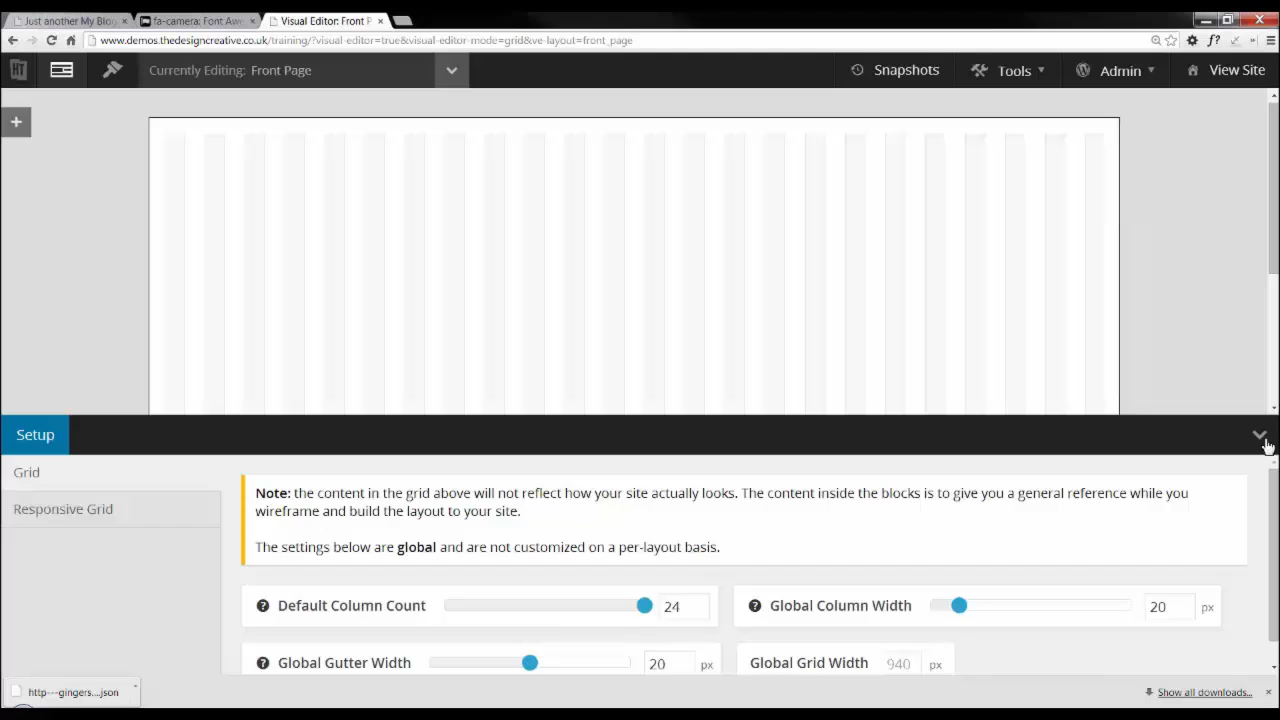 Just another My Blog
fa-camera: Font Awe
Visual Editor: Front P
www.demos.thedesigncreative.co.uk/training/?visual-editor=true&visual-editor-mode=grid&ve-layout=front_page
f?
Currently Editing: Front Page
Snapshots
Tools
Admin
View Site
+
Setup
Grid
Responsive Grid
Note: the content in the grid above will not reflect how your site actually looks. The content inside the blocks is to give you a general reference while you
wireframe and build the layout to your site.
The settings below are global and are not customized on a per-layout basis.
? Default Column Count 24
? Global Column Width 20 px
? Global Gutter Width 20 px
Global Grid Width 940 px
http---gingers....json
Show all downloads...